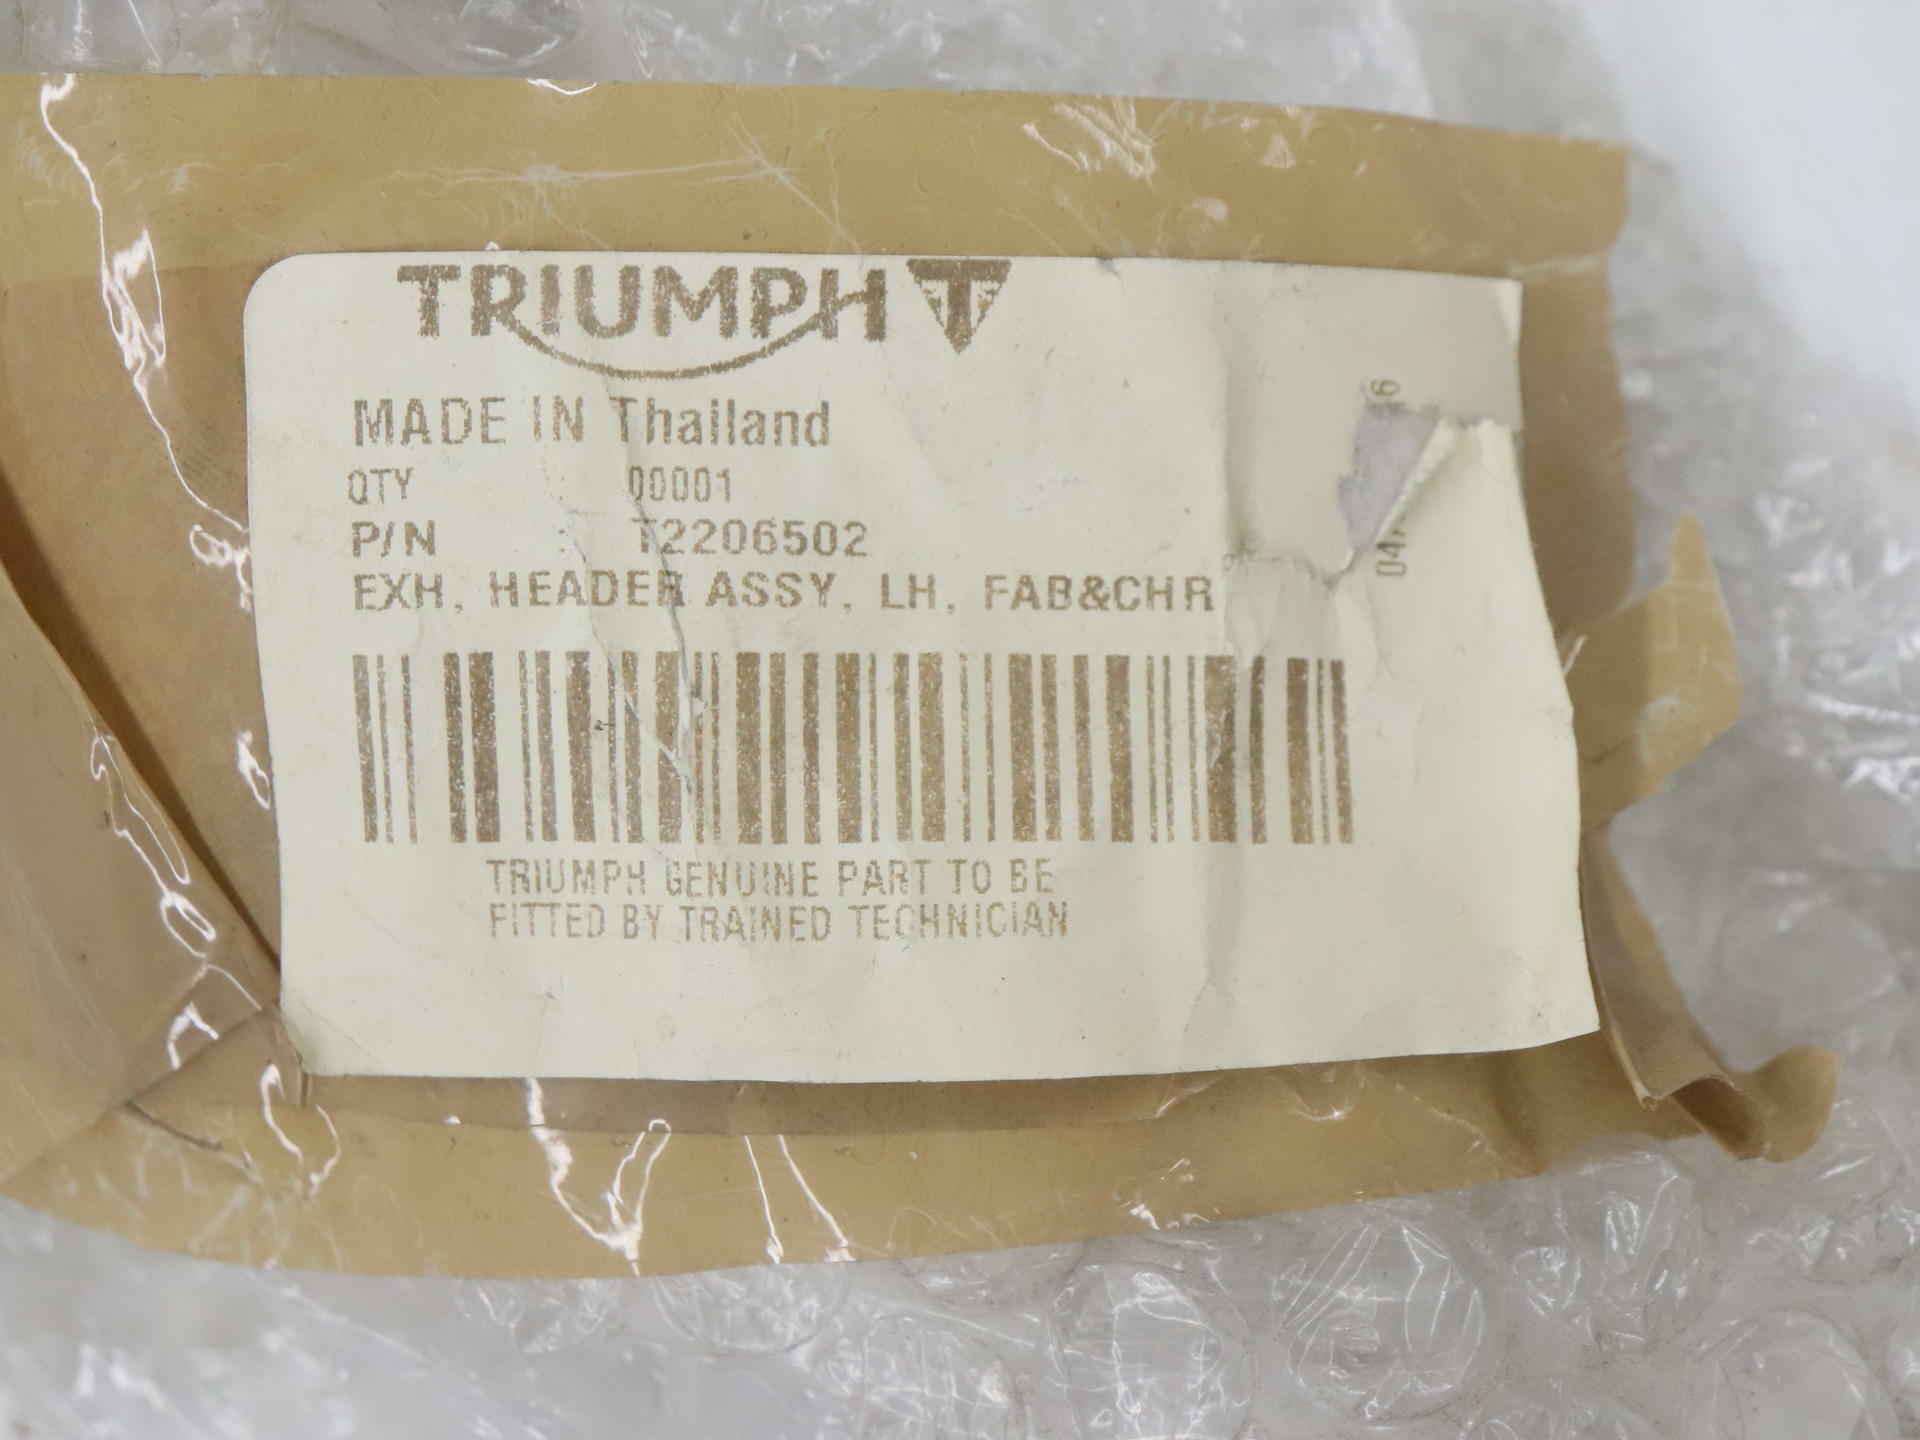 TRIUMPH
MADE IN Thailand
QTY : 00001
P/N : T2206502
EXH, HEADER ASSY, LH, FAB&CHR
TRIUMPH GENUINE PART TO BE
FITTED BY TRAINED TECHNICIAN